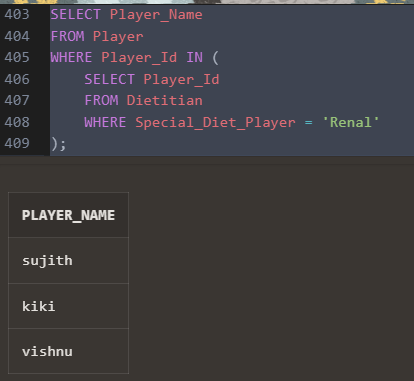 403 SELECT Player_Name
404 FROM Player
405 WHERE Player_Id IN (
406 SELECT Player_Id
407 FROM Dietitian
408 WHERE Special_Diet_Player = 'Renal'
409 );
PLAYER_NAME
sujith
kiki
vishnu